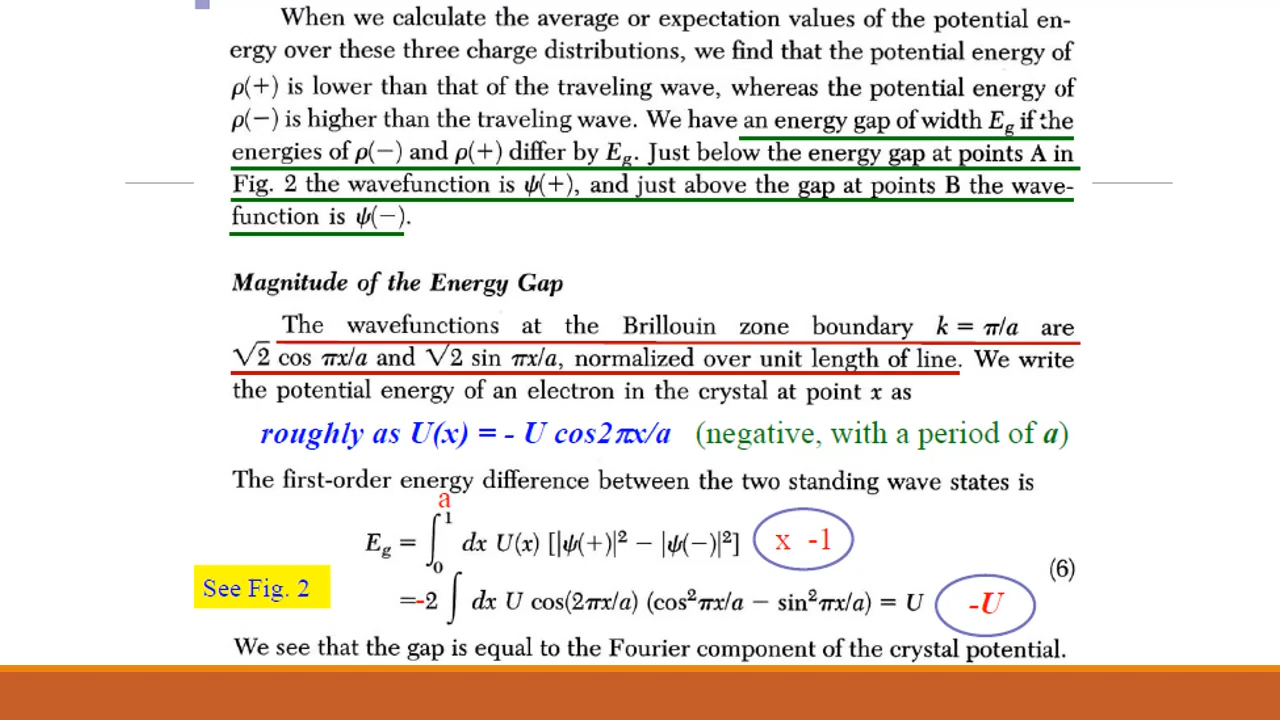 When we calculate the average or expectation values of the potential en-
ergy over these three charge distributions, we find that the potential energy of
ρ(+) is lower than that of the traveling wave, whereas the potential energy of
ρ(−) is higher than the traveling wave. We have an energy gap of width E_g if the
energies of ρ(−) and ρ(+) differ by E_g. Just below the energy gap at points A in
Fig. 2 the wavefunction is ψ(+), and just above the gap at points B the wave-
function is ψ(−).
Magnitude of the Energy Gap
The wavefunctions at the Brillouin zone boundary k = π/a are
√2 cos πx/a and √2 sin πx/a, normalized over unit length of line. We write
the potential energy of an electron in the crystal at point x as
roughly as U(x) = - U cos2πx/a (negative, with a period of a)
The first-order energy difference between the two standing wave states is
a
E_g = ∫₀¹ dx U(x) [|ψ(+)|² − |ψ(−)|²] x -1
(6)
See Fig. 2
=-2 ∫ dx U cos(2πx/a) (cos²πx/a − sin²πx/a) = U -U
We see that the gap is equal to the Fourier component of the crystal potential.